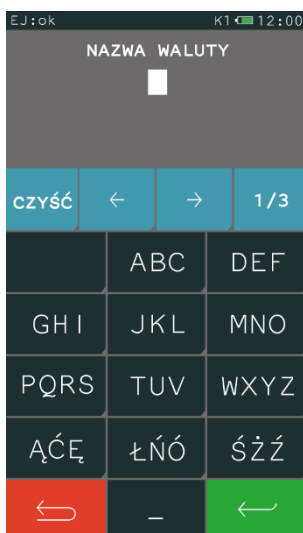 EJ:ok K1 12:00
NAZWA WALUTY
CZYŚĆ ← → 1/3
ABC DEF
GHI JKL MNO
PQRS TUV WXYZ
ĄĆĘ ŁŃÓ ŚŻŹ
_